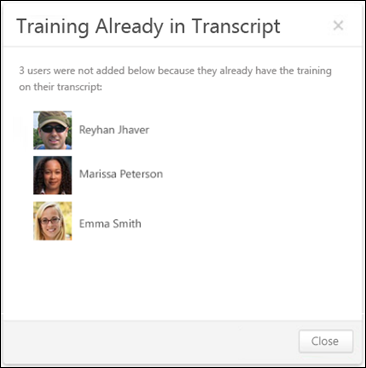 Training Already in Transcript ×
3 users were not added below because they already have the training
on their transcript:
Reyhan Jhaver
Marissa Peterson
Emma Smith
Close